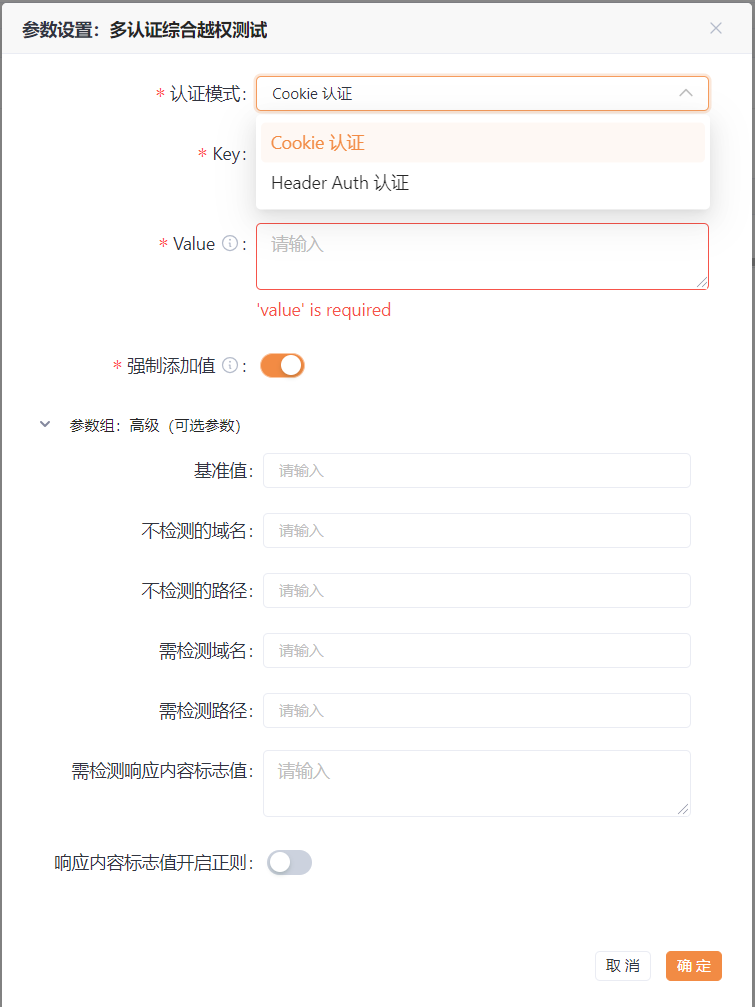 参数设置：多认证综合越权测试
* 认证模式： Cookie 认证
Cookie 认证
* Key：
Header Auth 认证
* Value ： 请输入
'value' is required
* 强制添加值 ：
参数组：高级（可选参数）
基准值： 请输入
不检测的域名： 请输入
不检测的路径： 请输入
需检测域名： 请输入
需检测路径： 请输入
需检测响应内容标志值： 请输入
响应内容标志值开启正则：
取 消 确 定